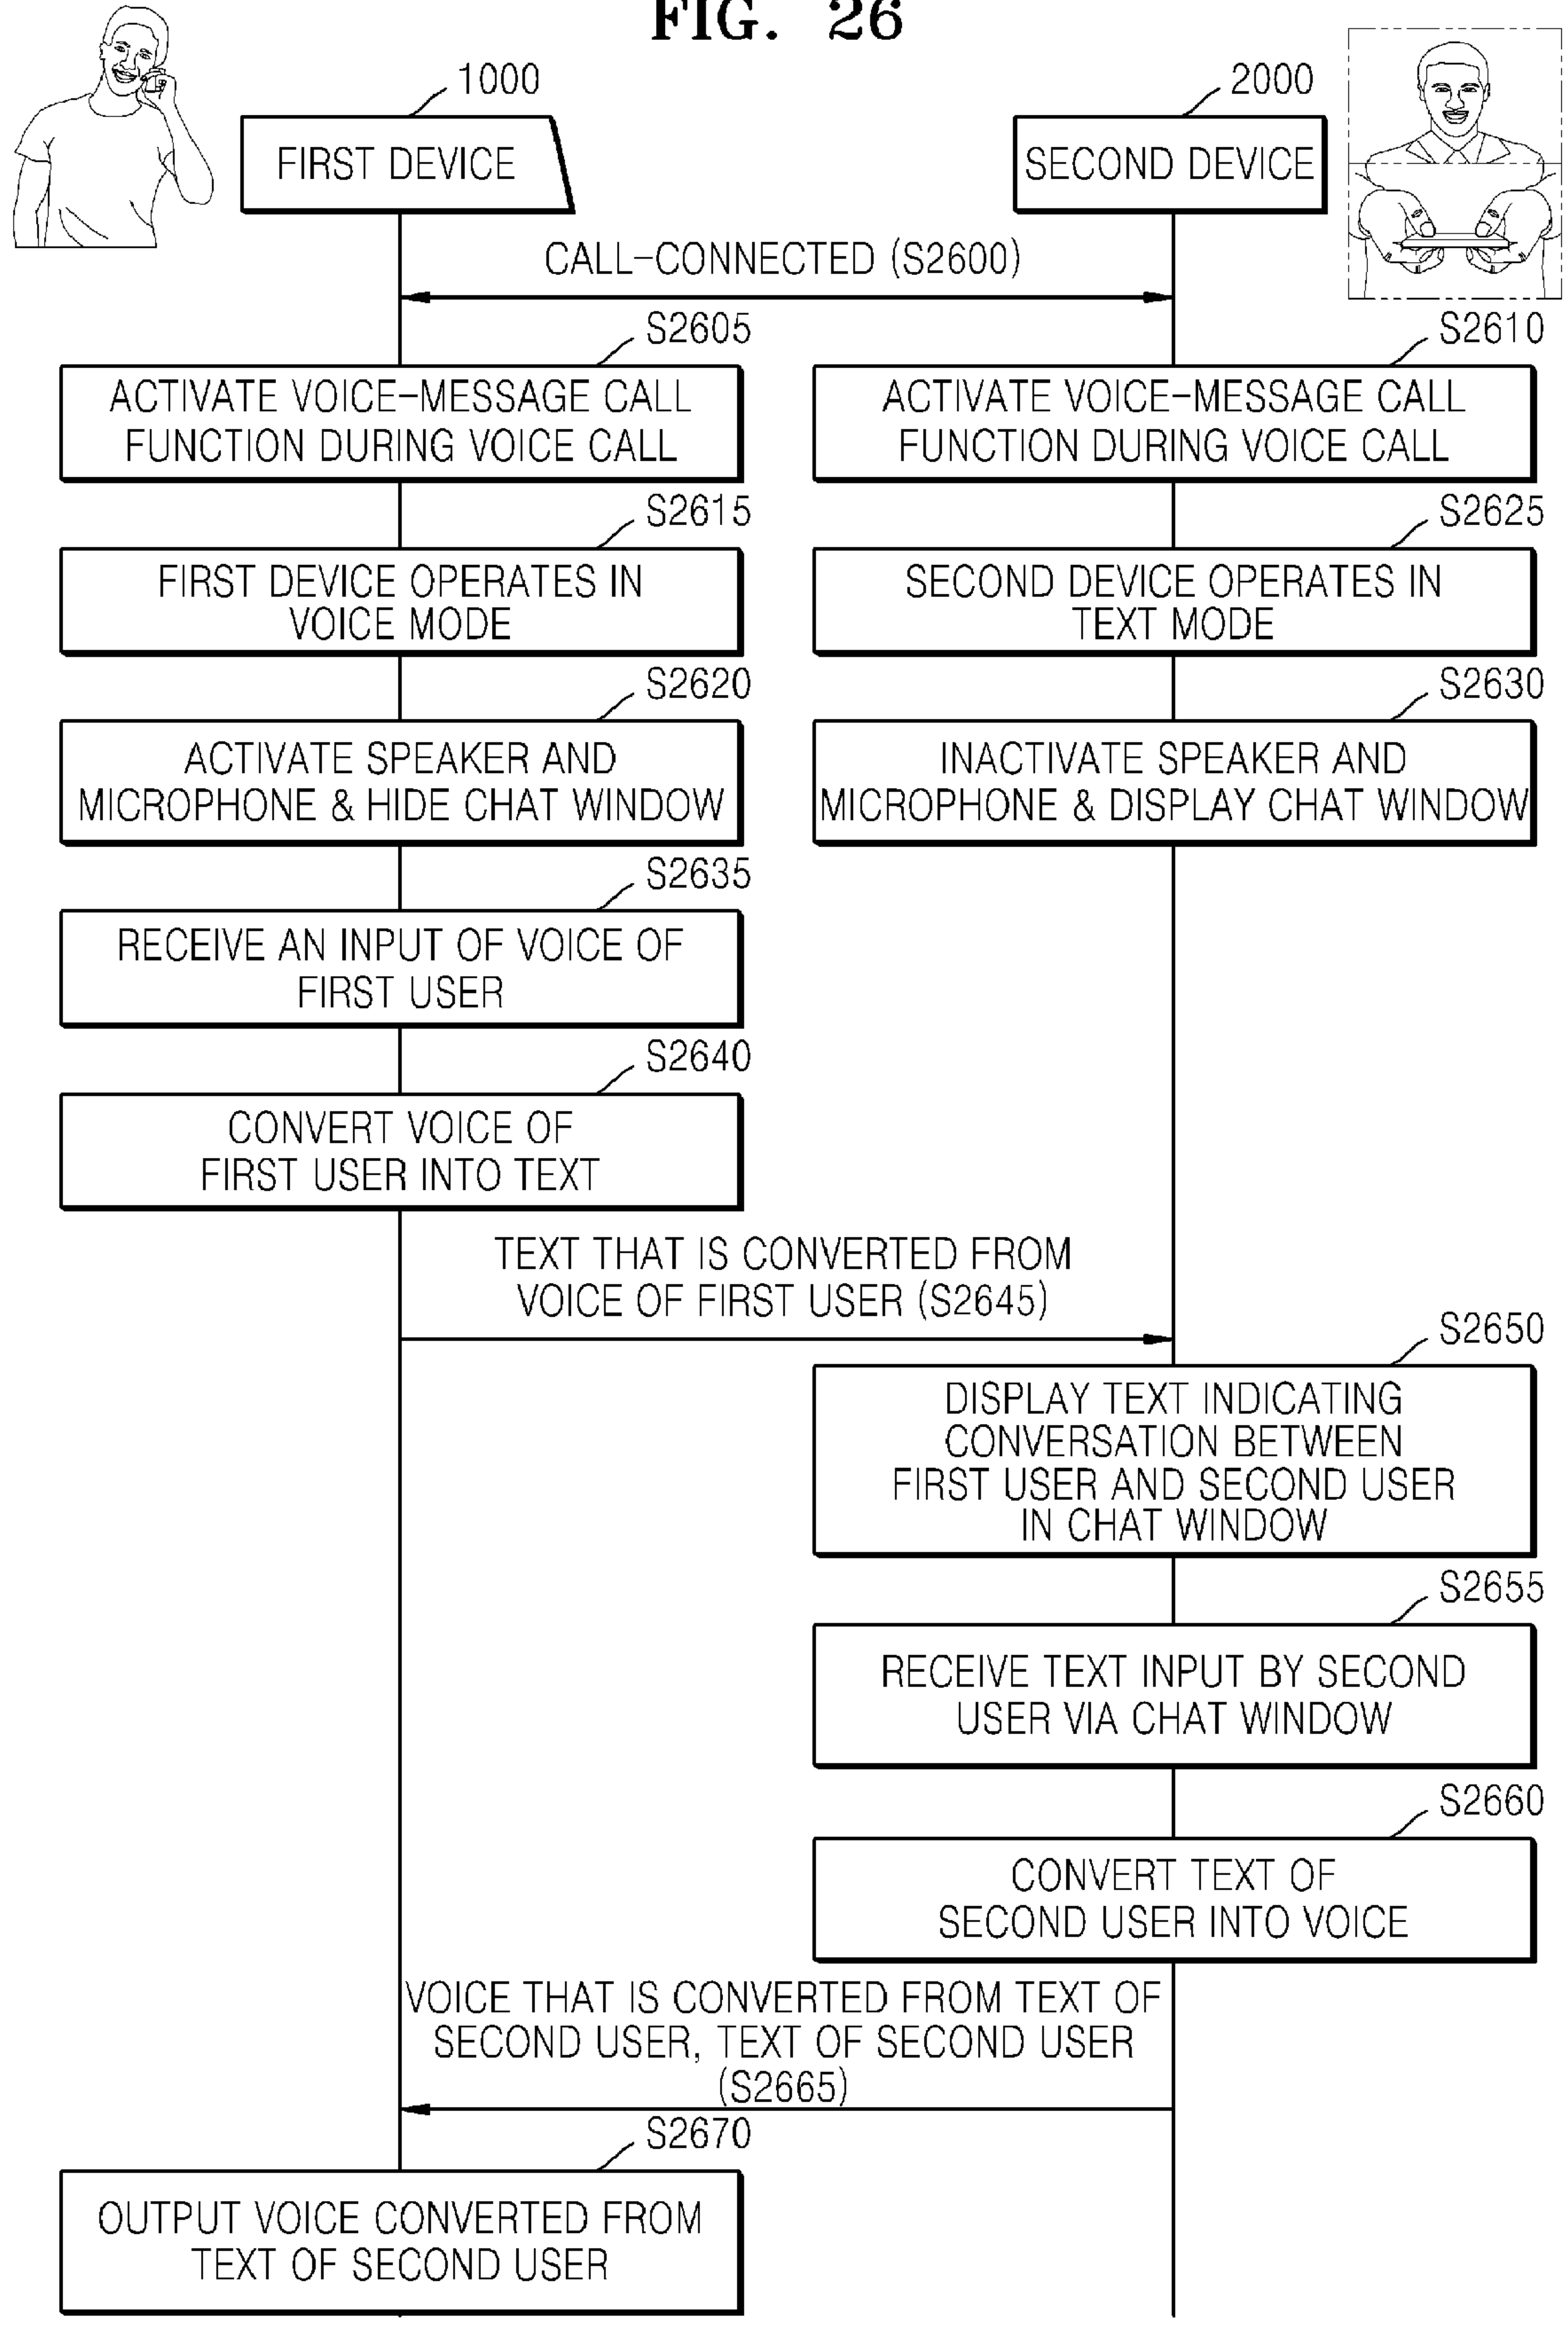 FIG. 26
1000
2000
FIRST DEVICE
SECOND DEVICE
CALL-CONNECTED (S2600)
S2605
S2610
ACTIVATE VOICE-MESSAGE CALL
FUNCTION DURING VOICE CALL
ACTIVATE VOICE-MESSAGE CALL
FUNCTION DURING VOICE CALL
S2615
S2625
FIRST DEVICE OPERATES IN
VOICE MODE
SECOND DEVICE OPERATES IN
TEXT MODE
S2620
S2630
ACTIVATE SPEAKER AND
MICROPHONE & HIDE CHAT WINDOW
INACTIVATE SPEAKER AND
MICROPHONE & DISPLAY CHAT WINDOW
S2635
RECEIVE AN INPUT OF VOICE OF
FIRST USER
S2640
CONVERT VOICE OF
FIRST USER INTO TEXT
TEXT THAT IS CONVERTED FROM
VOICE OF FIRST USER (S2645)
S2650
DISPLAY TEXT INDICATING
CONVERSATION BETWEEN
FIRST USER AND SECOND USER
IN CHAT WINDOW
S2655
RECEIVE TEXT INPUT BY SECOND
USER VIA CHAT WINDOW
S2660
CONVERT TEXT OF
SECOND USER INTO VOICE
VOICE THAT IS CONVERTED FROM TEXT OF
SECOND USER, TEXT OF SECOND USER
(S2665)
S2670
OUTPUT VOICE CONVERTED FROM
TEXT OF SECOND USER